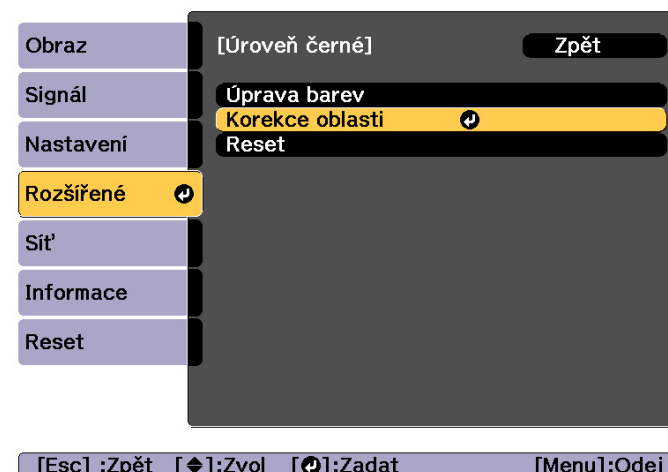 Obraz
Signál
Nastavení
Rozšířené
Síť
Informace
Reset
[Úroveň černé] Zpět
Úprava barev
Korekce oblasti
Reset
[Esc] :Zpět [◆]:Zvol [⏎]:Zadat [Menu]:Odej